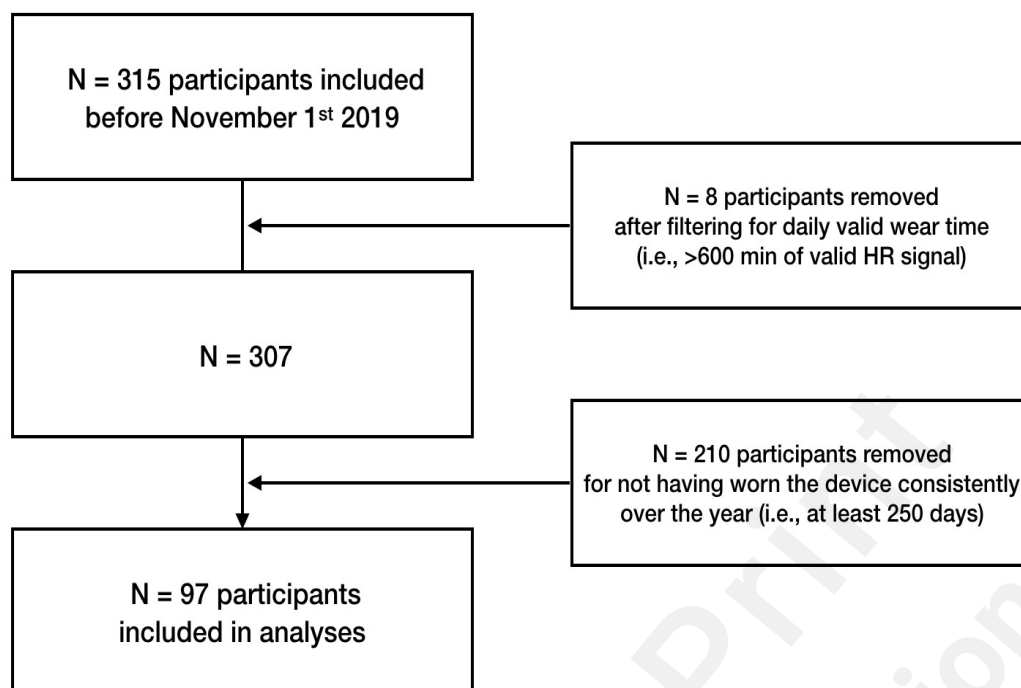 N = 315 participants included
before November 1st 2019
N = 8 participants removed
after filtering for daily valid wear time
(i.e., >600 min of valid HR signal)
N = 307
N = 210 participants removed
for not having worn the device consistently
over the year (i.e., at least 250 days)
N = 97 participants
included in analyses
Print